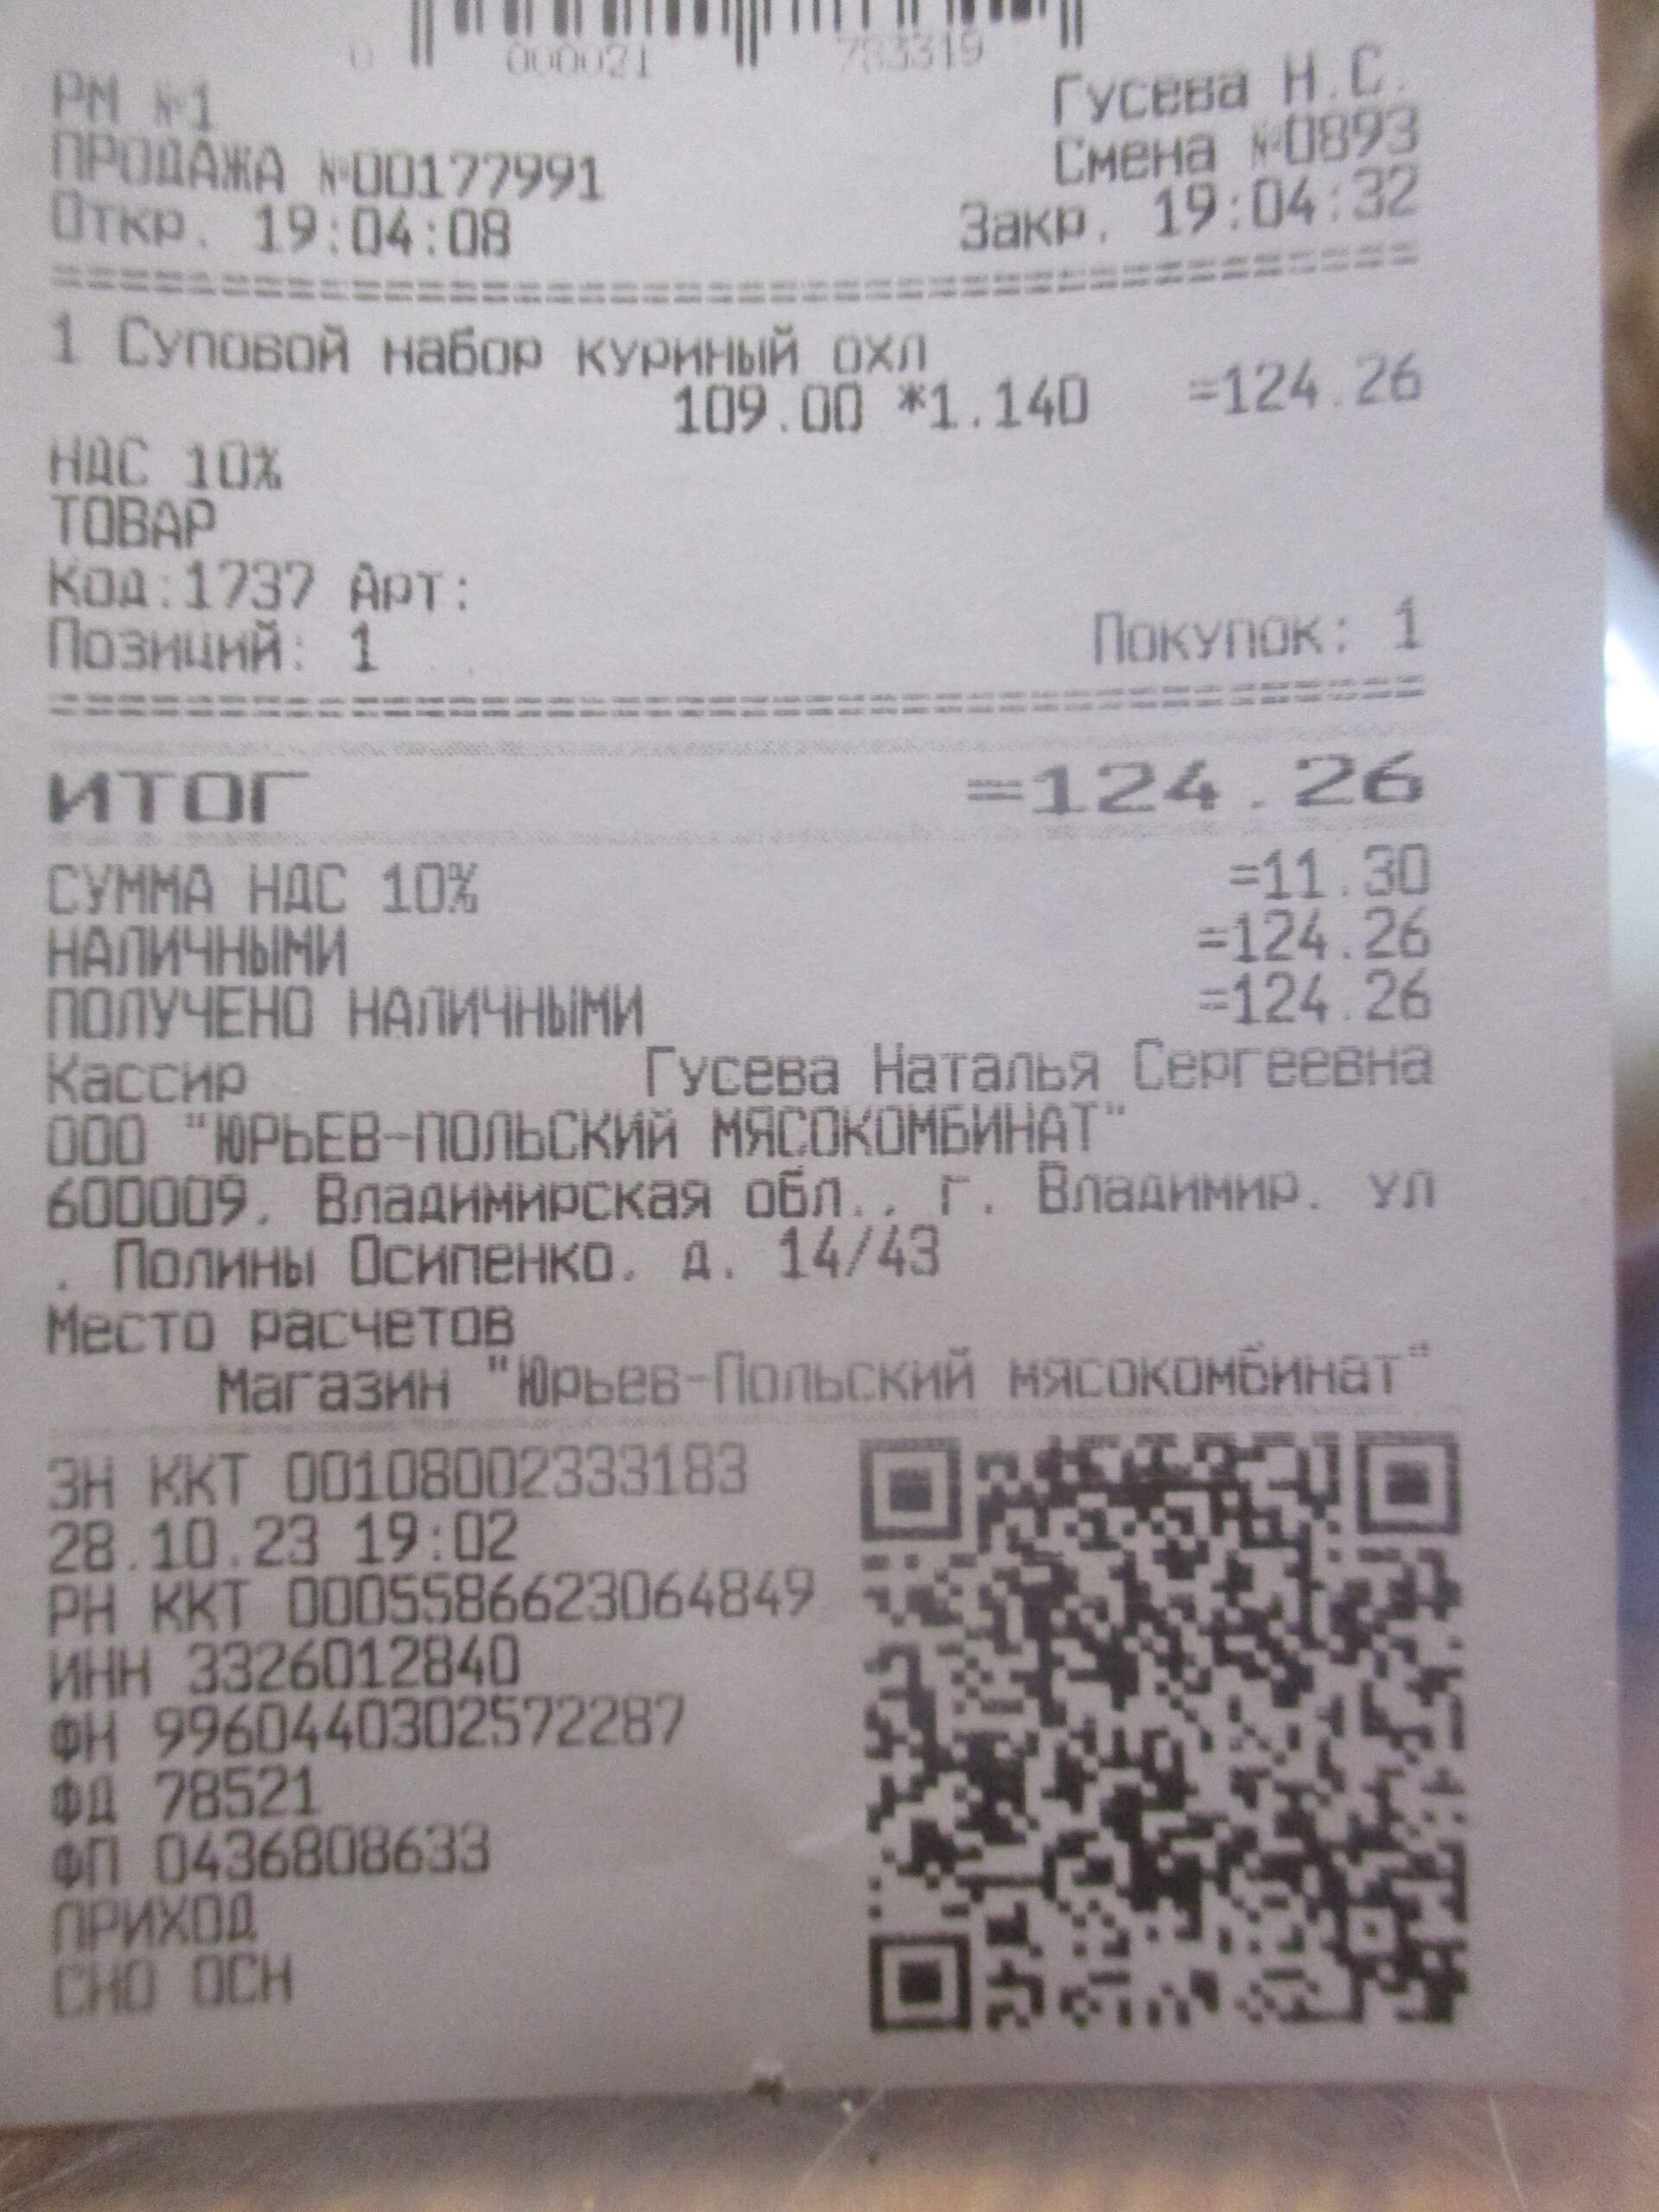 0 000021 783319
РМ №1 Гусева Н.С.
ПРОДАЖА №00177991 Смена №0893
Откр. 19:04:08 Закр. 19:04:32
1 Суповой набор куриный охл
109.00 *1.140 =124.26
НДС 10%
ТОВАР
Код:1737 Арт:
Позиций: 1 Покупок: 1
ИТОГ =124.26
СУММА НДС 10% =11.30
НАЛИЧНЫМИ =124.26
ПОЛУЧЕНО НАЛИЧНЫМИ =124.26
Кассир Гусева Наталья Сергеевна
ООО "ЮРЬЕВ-ПОЛЬСКИЙ МЯСОКОМБИНАТ"
600009, Владимирская обл., г. Владимир, ул
. Полины Осипенко, д. 14/43
Место расчетов
Магазин "Юрьев-Польский мясокомбинат"
ЗН ККТ 00108002333183
28.10.23 19:02
РН ККТ 0005586623064849
ИНН 3326012840
ФН 9960440302572287
ФД 78521
ФП 0436808633
ПРИХОД
СНО ОСН